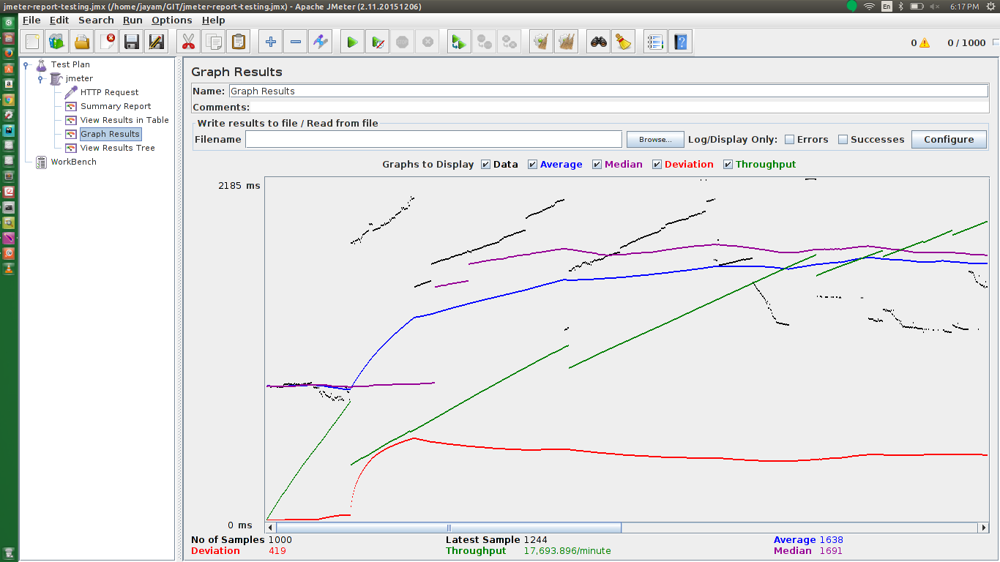 jmeter-report-testing.jmx (/home/jayam/GIT/jmeter-report-testing.jmx) - Apache JMeter (2.11.20151206) En 6:17 PM
File Edit Search Run Options Help
0 0 / 1000
Test Plan
jmeter
HTTP Request
Summary Report
View Results in Table
Graph Results
View Results Tree
WorkBench
Graph Results
Name: Graph Results
Comments:
Write results to file / Read from file
Filename Browse... Log/Display Only: Errors Successes Configure
Graphs to Display Data Average Median Deviation Throughput
2185 ms
0 ms
No of Samples 1000 Latest Sample 1244 Average 1638
Deviation 419 Throughput 17,693.896/minute Median 1691